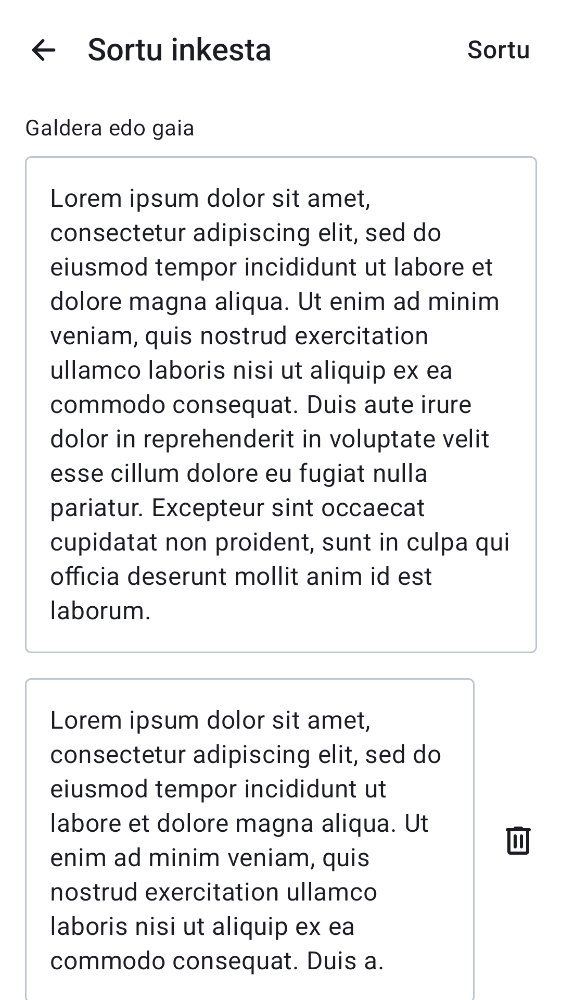 Sortu inkesta
Sortu
Galdera edo gaia
Lorem ipsum dolor sit amet,
consectetur adipiscing elit, sed do
eiusmod tempor incididunt ut labore et
dolore magna aliqua. Ut enim ad minim
veniam, quis nostrud exercitation
ullamco laboris nisi ut aliquip ex ea
commodo consequat. Duis aute irure
dolor in reprehenderit in voluptate velit
esse cillum dolore eu fugiat nulla
pariatur. Excepteur sint occaecat
cupidatat non proident, sunt in culpa qui
officia deserunt mollit anim id est
laborum.
Lorem ipsum dolor sit amet,
consectetur adipiscing elit, sed do
eiusmod tempor incididunt ut
labore et dolore magna aliqua. Ut
enim ad minim veniam, quis
nostrud exercitation ullamco
laboris nisi ut aliquip ex ea
commodo consequat. Duis a.